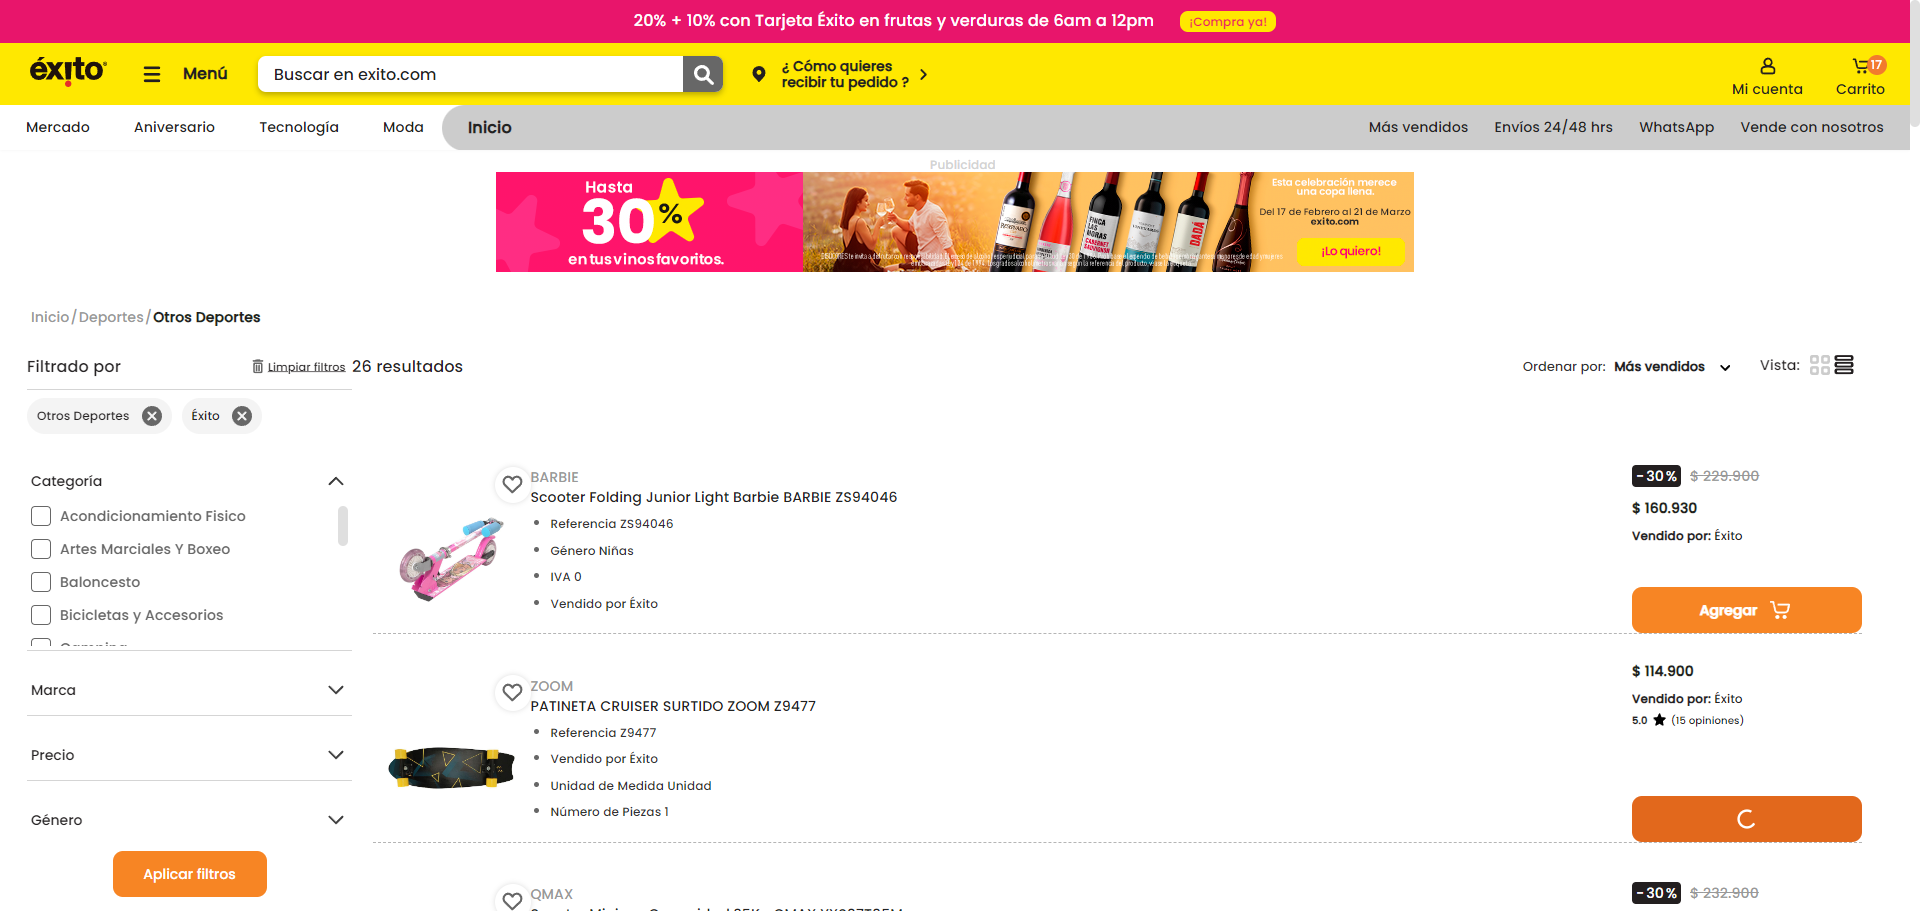 20% + 10% con Tarjeta Éxito en frutas y verduras de 6am a 12pm
¡Compra ya!
éxito
Menú
Buscar en exito.com
¿ Cómo quieres
recibir tu pedido ?
Mi cuenta
17
Carrito
Mercado
Aniversario
Tecnología
Moda
Inicio
Más vendidos
Envíos 24/48 hrs
WhatsApp
Vende con nosotros
Publicidad
Hasta
30%
en tus vinos favoritos.
FINCA
LAS
MORAS
CABERNET
SAUVIGNON
DADÁ
Esta celebración merece
una copa llena.
Del 17 de Febrero al 21 de Marzo
exito.com
¡Lo quiero!
Inicio/Deportes/Otros Deportes
Filtrado por
Limpiar filtros
26 resultados
Ordenar por: Más vendidos
Vista:
Otros Deportes
Éxito
Categoría
Acondicionamiento Fisico
Artes Marciales Y Boxeo
Baloncesto
Bicicletas y Accesorios
Marca
Precio
Género
Aplicar filtros
BARBIE
Scooter Folding Junior Light Barbie BARBIE ZS94046
Referencia ZS94046
Género Niñas
IVA 0
Vendido por Éxito
-30%
$ 229.900
$ 160.930
Vendido por: Éxito
Agregar
ZOOM
PATINETA CRUISER SURTIDO ZOOM Z9477
Referencia Z9477
Vendido por Éxito
Unidad de Medida Unidad
Número de Piezas 1
$ 114.900
Vendido por: Éxito
5.0 ★ (15 opiniones)
QMAX
-30%
$ 232.900